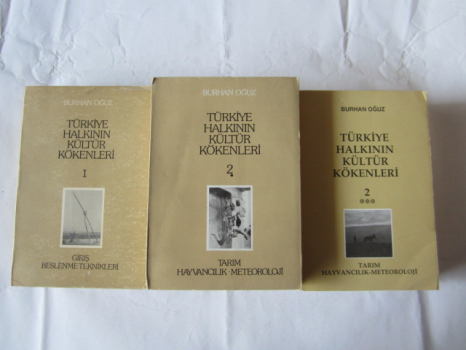 BURHAN OĞUZ
TÜRKİYE
HALKININ
KÜLTÜR
KÖKENLERİ
1
GİRİŞ
BESLENME TEKNİKLERİ
BURHAN OĞUZ
TÜRKİYE
HALKININ
KÜLTÜR
KÖKENLERİ
2
TARIM
HAYVANCILIK-METEOROLOJİ
BURHAN OĞUZ
TÜRKİYE
HALKININ
KÜLTÜR
KÖKENLERİ
2
***
TARIM
HAYVANCILIK-METEOROLOJİ